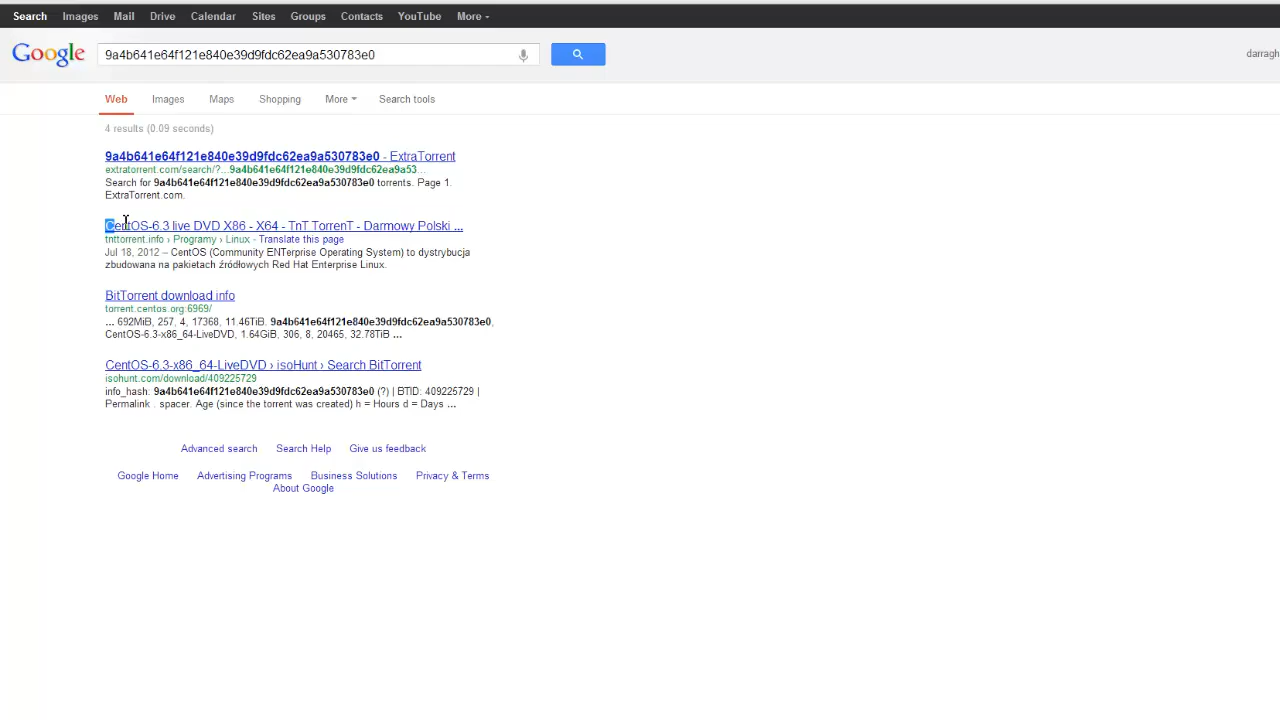 Search Images Mail Drive Calendar Sites Groups Contacts YouTube More
Google 9a4b641e64f121e840e39d9fdc62ea9a530783e0 darragh
Web Images Maps Shopping More Search tools
4 results (0.09 seconds)
9a4b641e64f121e840e39d9fdc62ea9a530783e0 - ExtraTorrent
extratorrent.com/search/?...9a4b641e64f121e840e39d9fdc62ea9a53...
Search for 9a4b641e64f121e840e39d9fdc62ea9a530783e0 torrents. Page 1.
ExtraTorrent.com.
CentOS-6.3 live DVD X86 - X64 - TnT TorrenT - Darmowy Polski ...
tnttorrent.info › Programy › Linux - Translate this page
Jul 18, 2012 – CentOS (Community ENTerprise Operating System) to dystrybucja
zbudowana na pakietach źródłowych Red Hat Enterprise Linux.
BitTorrent download info
torrent.centos.org:6969/
... 692MiB, 257, 4, 17368, 11.46TiB. 9a4b641e64f121e840e39d9fdc62ea9a530783e0,
CentOS-6.3-x86_64-LiveDVD, 1.64GiB, 306, 8, 20465, 32.78TiB ...
CentOS-6.3-x86_64-LiveDVD › isoHunt › Search BitTorrent
isohunt.com/download/409225729
info_hash: 9a4b641e64f121e840e39d9fdc62ea9a530783e0 (?) | BTID: 409225729 |
Permalink . spacer. Age (since the torrent was created) h = Hours d = Days ...
Advanced search Search Help Give us feedback
Google Home Advertising Programs Business Solutions Privacy & Terms
About Google